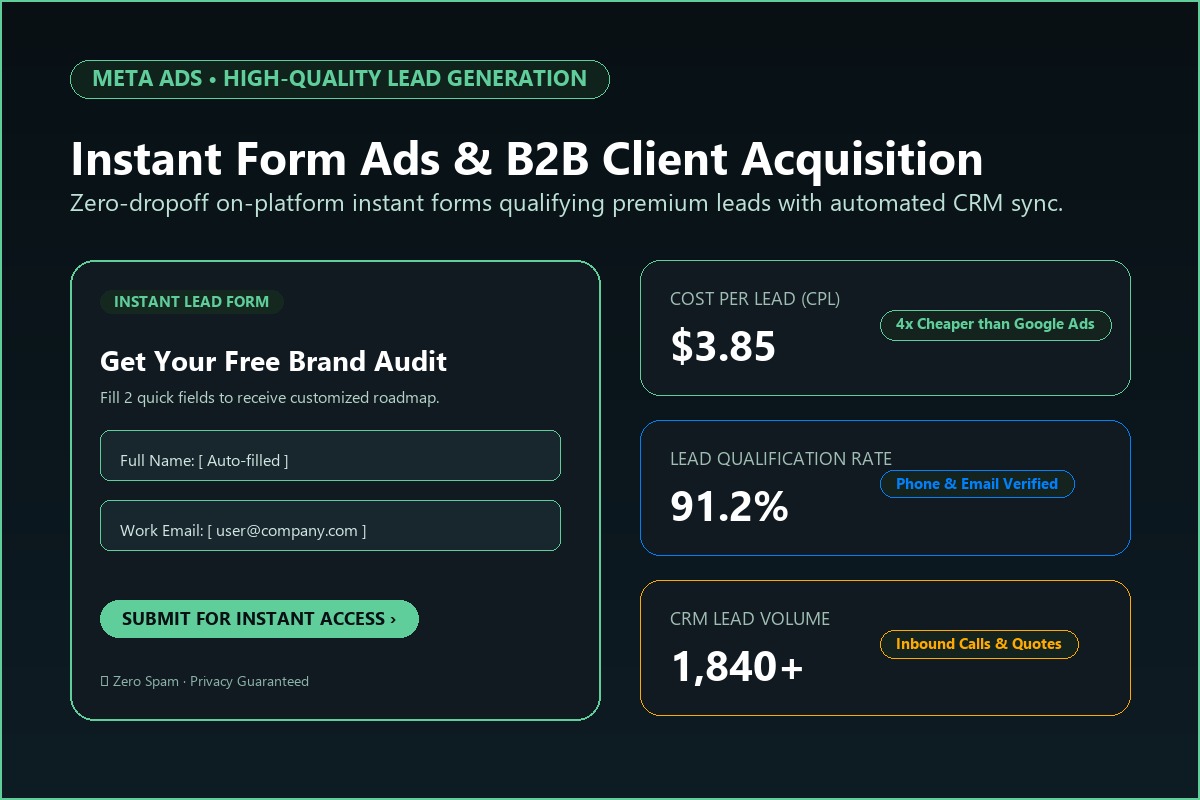 META ADS • HIGH-QUALITY LEAD GENERATION
Instant Form Ads & B2B Client Acquisition
Zero-dropoff on-platform instant forms qualifying premium leads with automated CRM sync.
INSTANT LEAD FORM
Get Your Free Brand Audit
Fill 2 quick fields to receive customized roadmap.
Full Name: [ Auto-filled ]
Work Email: [ user@company.com ]
SUBMIT FOR INSTANT ACCESS ›
Zero Spam · Privacy Guaranteed
COST PER LEAD (CPL)
$3.85
4x Cheaper than Google Ads
LEAD QUALIFICATION RATE
91.2%
Phone & Email Verified
CRM LEAD VOLUME
1,840+
Inbound Calls & Quotes